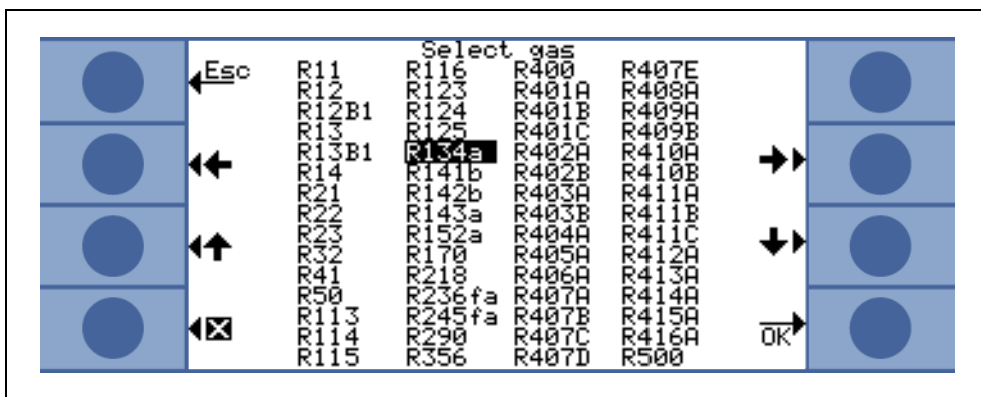 Select gas
Esc
R11 R116 R400 R407E
R12 R123 R401A R408A
R12B1 R124 R401B R409A
R13 R125 R401C R409B
R13B1 R134a R402A R410A
R14 R141b R402B R410B
R21 R142b R403A R411A
R22 R143a R403B R411B
R23 R152a R404A R411C
R32 R170 R405A R412A
R41 R218 R406A R413A
R50 R236fa R407A R414A
R113 R245fa R407B R415A
R114 R290 R407C R416A
R115 R356 R407D R500
OK